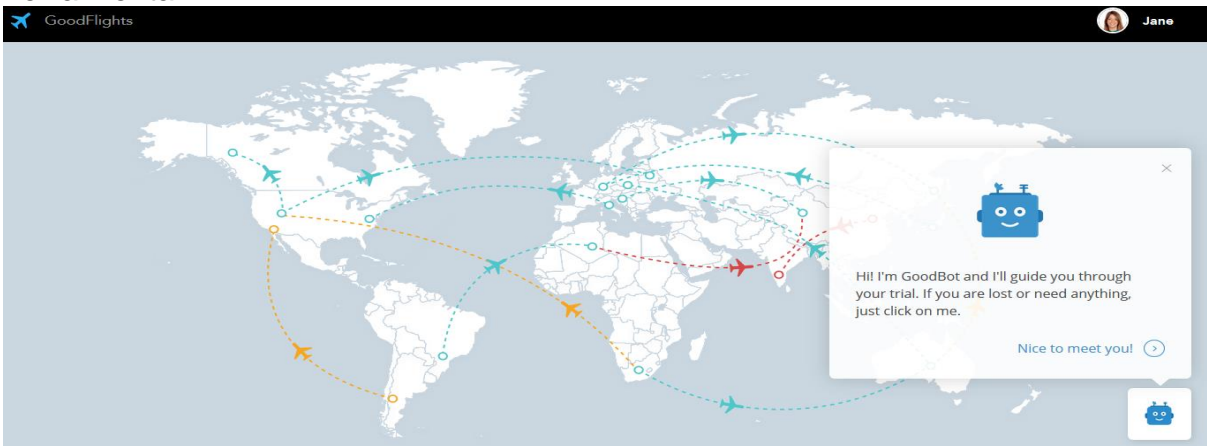 GoodFlights
Jane
Hi! I'm GoodBot and I'll guide you through
your trial. If you are lost or need anything,
just click on me.
Nice to meet you!